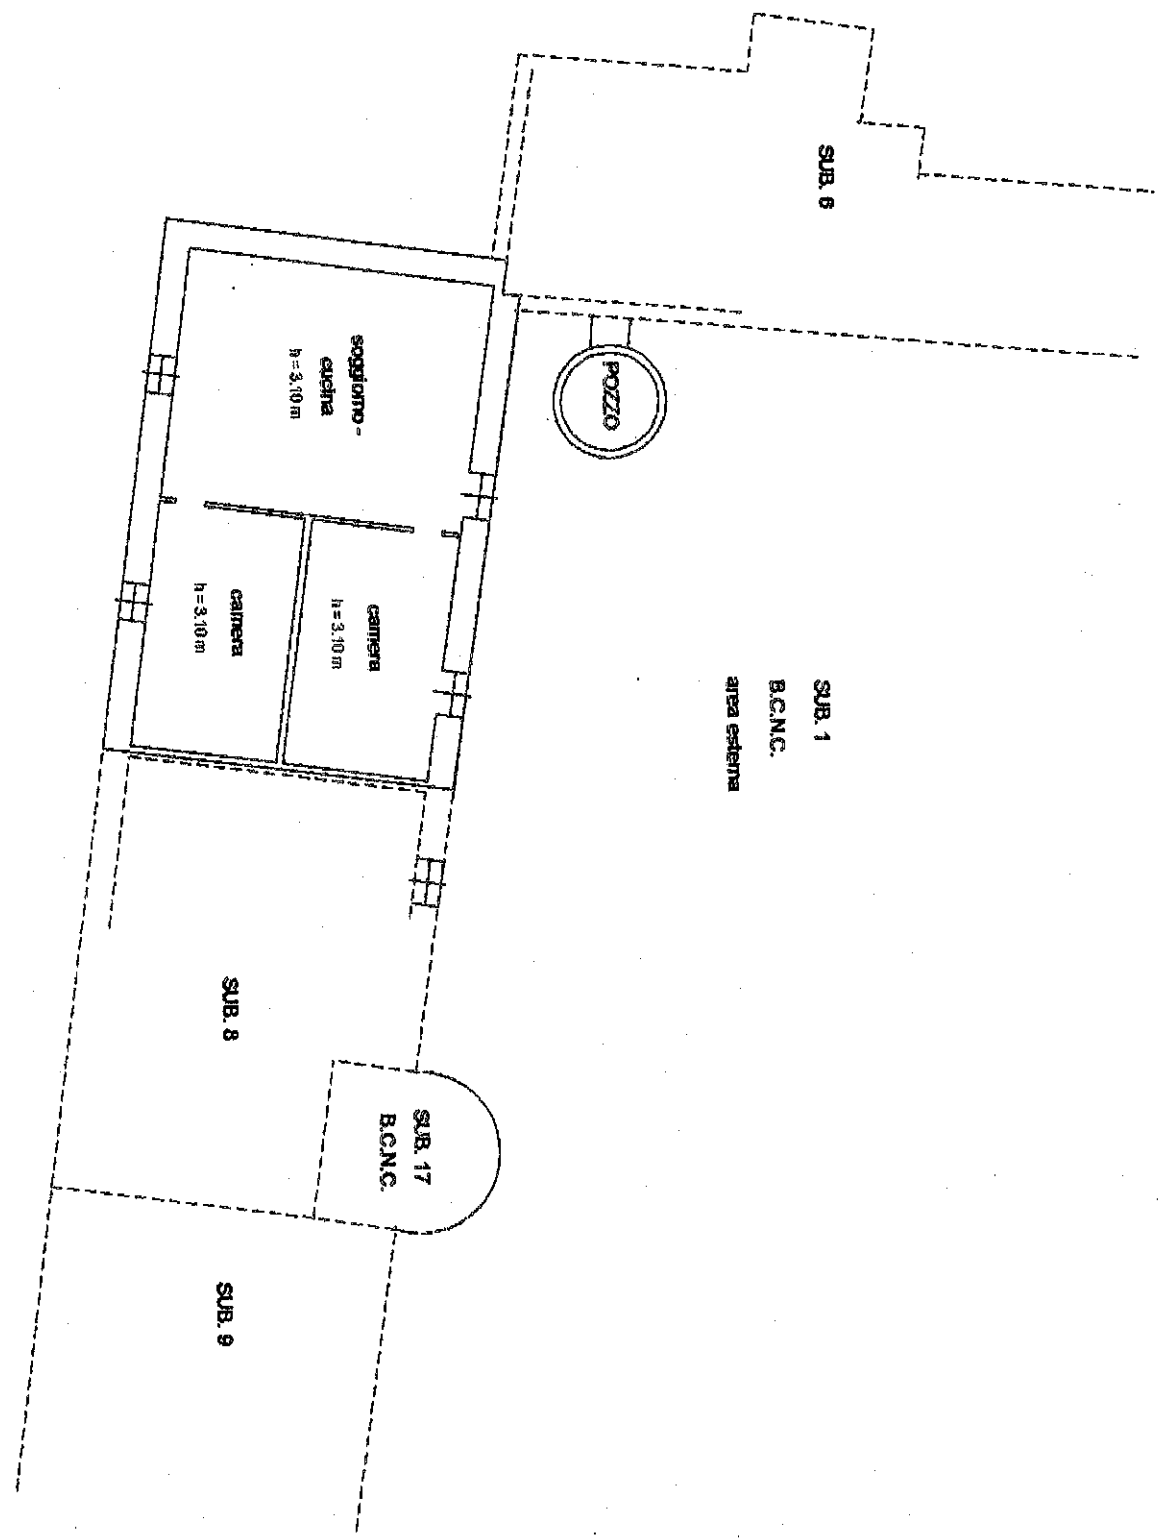 SUB. 6
POZZO
soggiorno -
cucina
h = 3.10 m
camera
h = 3.10 m
camera
h = 3.10 m
SUB. 1
B.C.N.C.
area esterna
SUB. 8
SUB. 17
B.C.N.C.
SUB. 9